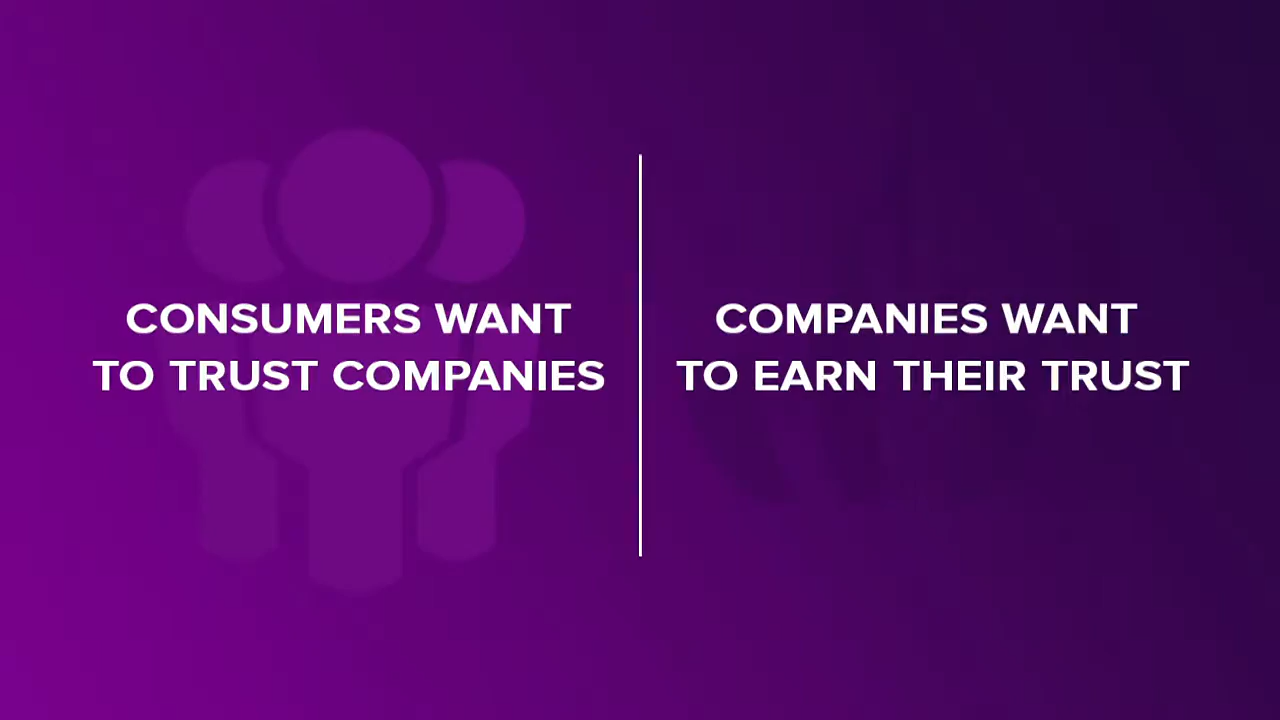 CONSUMERS WANT
TO TRUST COMPANIES
COMPANIES WANT
TO EARN THEIR TRUST